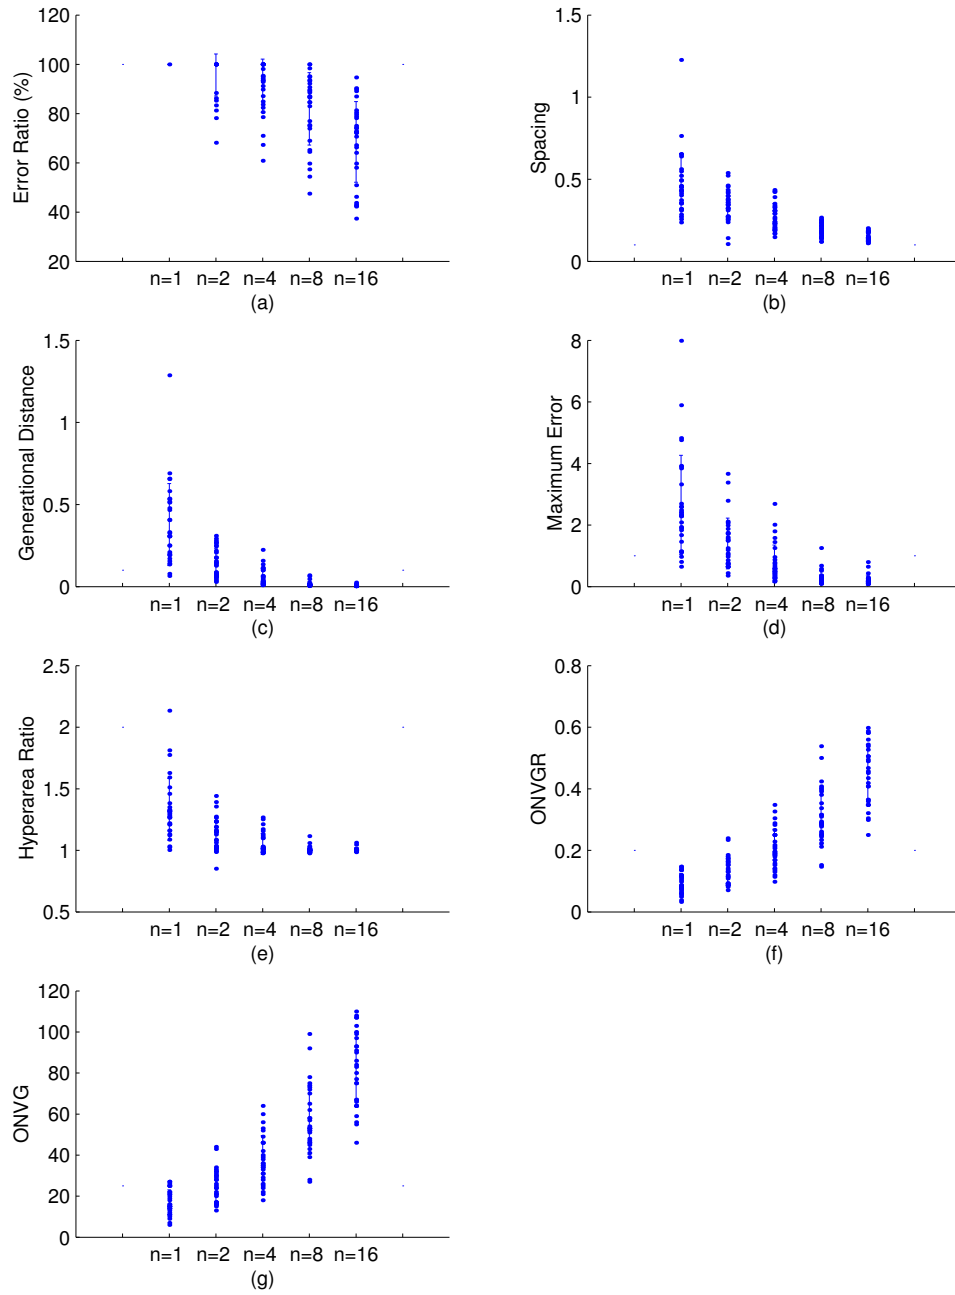 120
100
80
60
40
20
Error Ratio (%)
n=1 n=2 n=4 n=8 n=16
(a)
1.5
1
0.5
0
Spacing
n=1 n=2 n=4 n=8 n=16
(b)
1.5
1
0.5
0
Generational Distance
n=1 n=2 n=4 n=8 n=16
(c)
8
6
4
2
0
Maximum Error
n=1 n=2 n=4 n=8 n=16
(d)
2.5
2
1.5
1
0.5
Hyperarea Ratio
n=1 n=2 n=4 n=8 n=16
(e)
0.8
0.6
0.4
0.2
0
ONVGR
n=1 n=2 n=4 n=8 n=16
(f)
120
100
80
60
40
20
0
ONVG
n=1 n=2 n=4 n=8 n=16
(g)